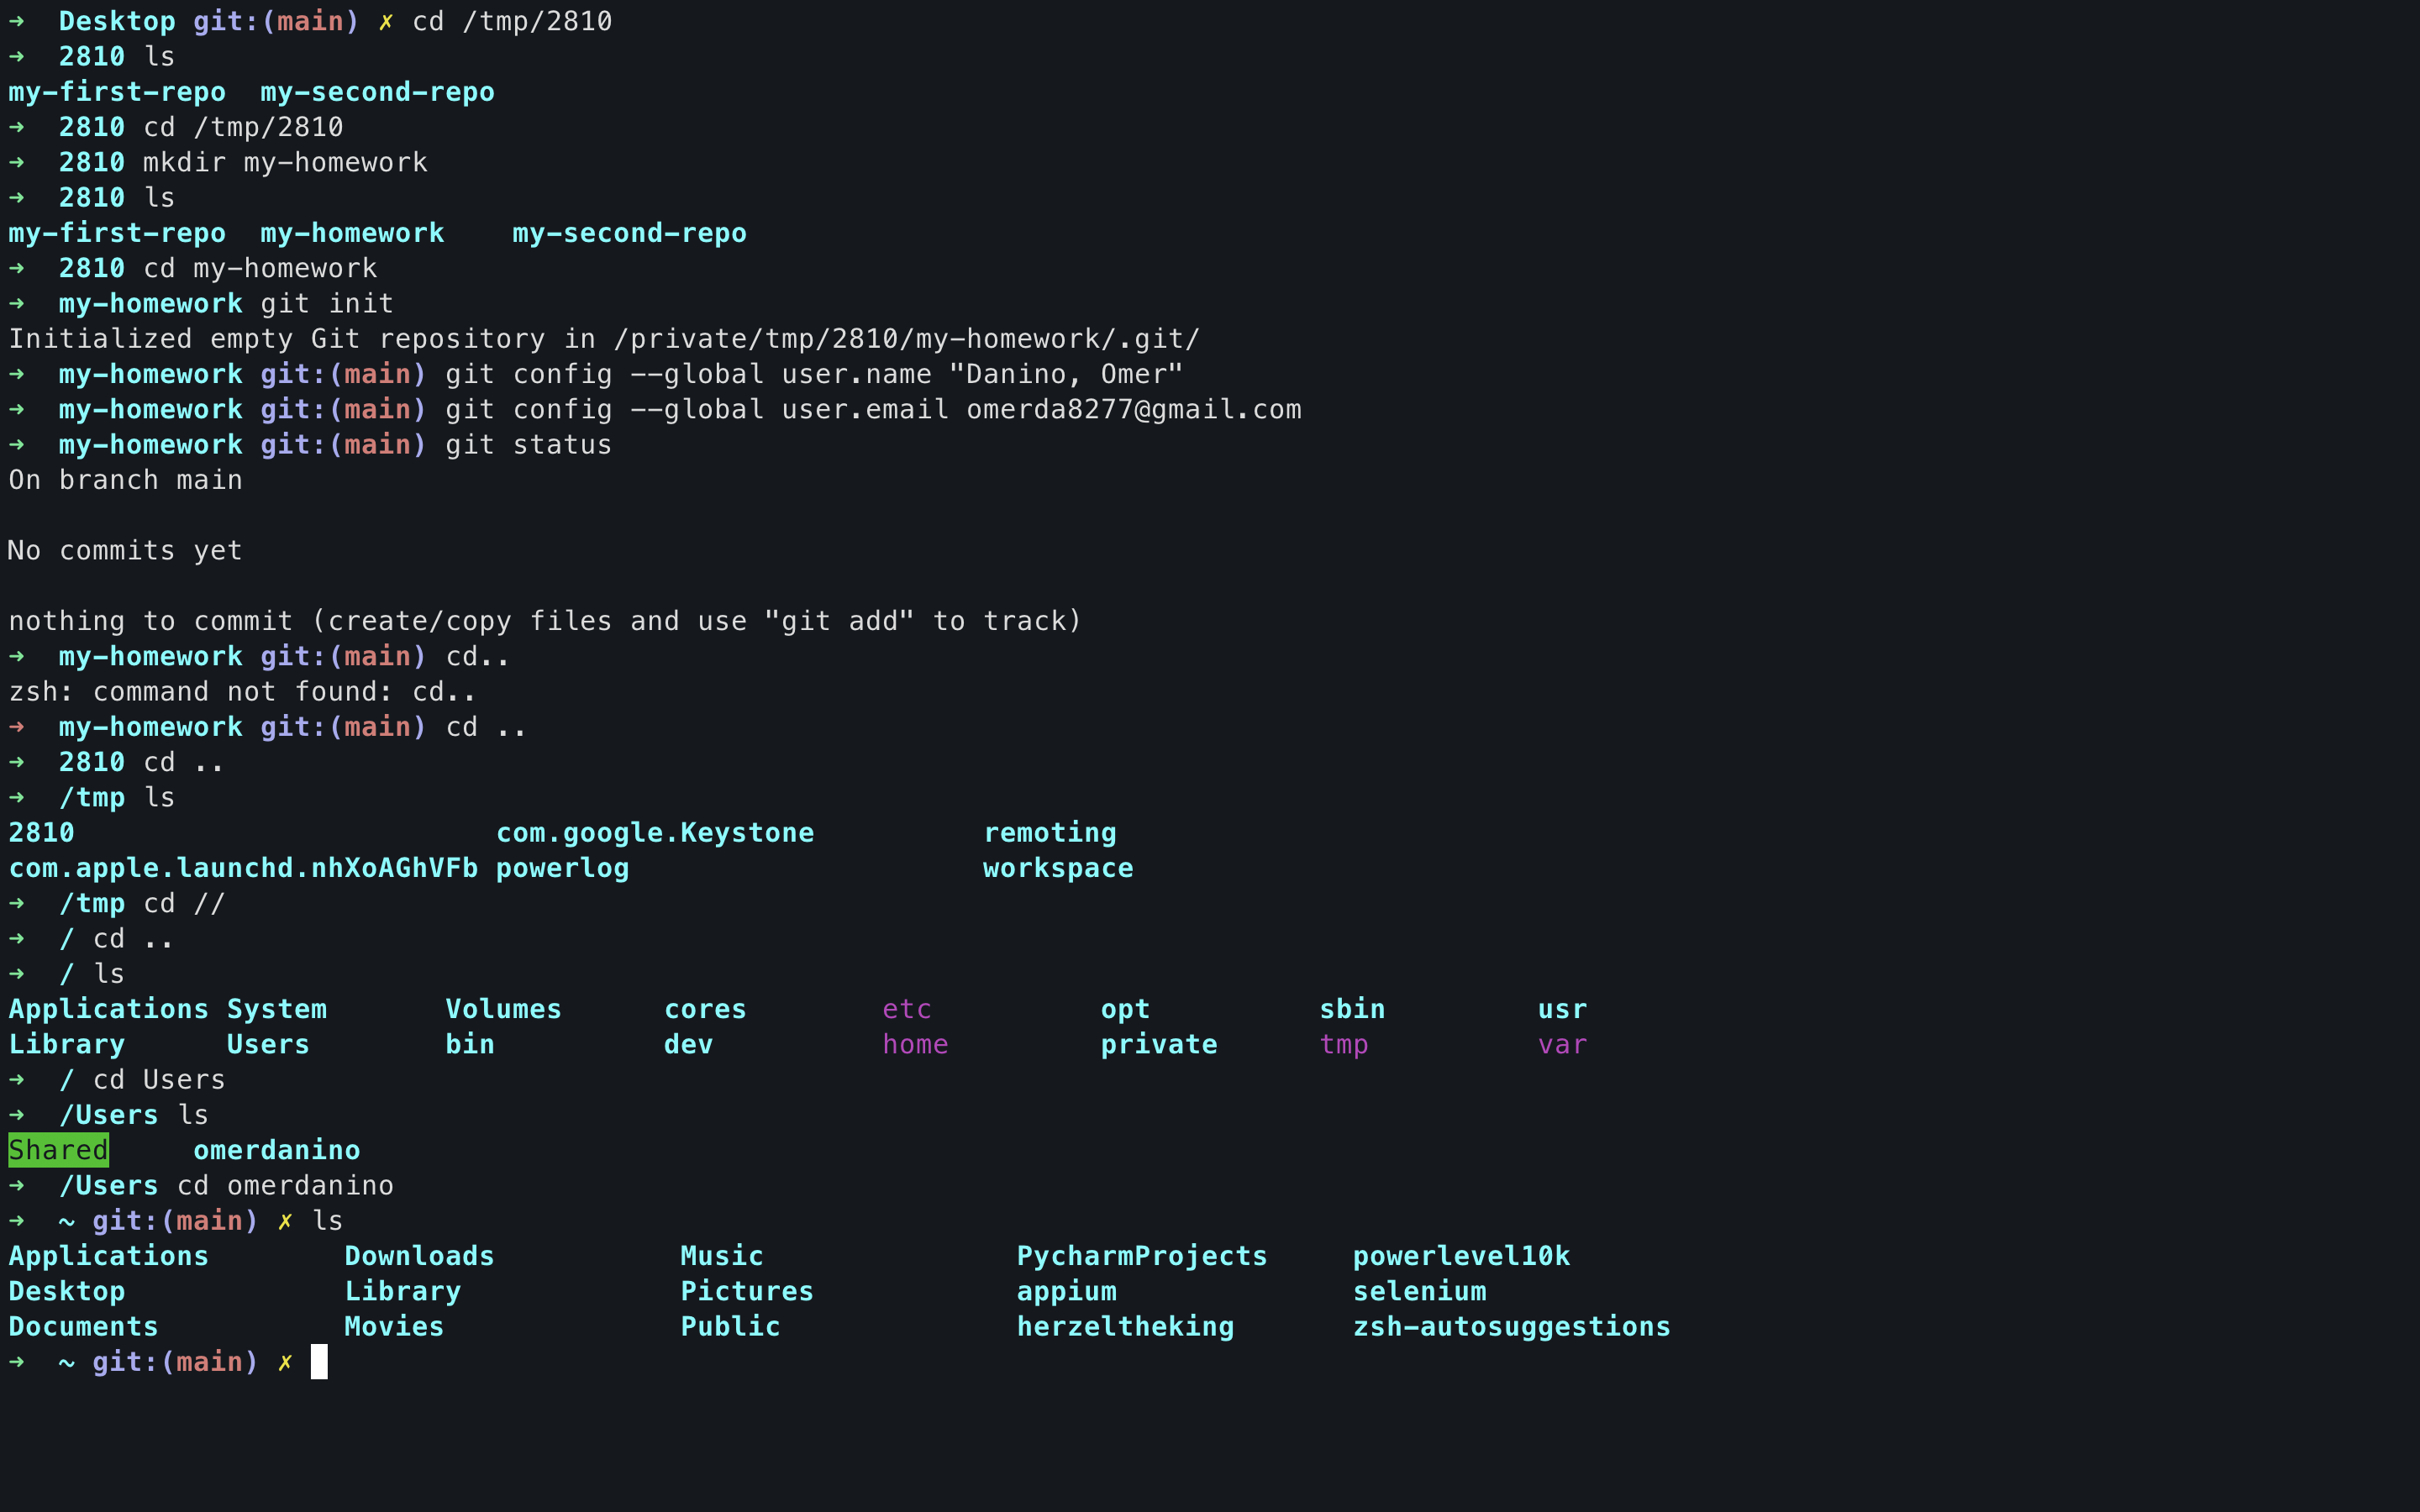 ➜  Desktop git:(main) ✗ cd /tmp/2810
➜  2810 ls
my-first-repo  my-second-repo
➜  2810 cd /tmp/2810
➜  2810 mkdir my-homework
➜  2810 ls
my-first-repo  my-homework    my-second-repo
➜  2810 cd my-homework
➜  my-homework git init
Initialized empty Git repository in /private/tmp/2810/my-homework/.git/
➜  my-homework git:(main) git config --global user.name "Danino, Omer"
➜  my-homework git:(main) git config --global user.email omerda8277@gmail.com
➜  my-homework git:(main) git status
On branch main

No commits yet

nothing to commit (create/copy files and use "git add" to track)
➜  my-homework git:(main) cd..
zsh: command not found: cd..
➜  my-homework git:(main) cd ..
➜  2810 cd ..
➜  /tmp ls
2810                         com.google.Keystone          remoting
com.apple.launchd.nhXoAGhVFb powerlog                     workspace
➜  /tmp cd //
➜  / cd ..
➜  / ls
Applications System       Volumes      cores        etc          opt          sbin         usr
Library      Users        bin          dev          home         private      tmp          var
➜  / cd Users
➜  /Users ls
Shared     omerdanino
➜  /Users cd omerdanino
➜  ~ git:(main) ✗ ls
Applications        Downloads           Music               PycharmProjects     powerlevel10k
Desktop             Library             Pictures            appium              selenium
Documents           Movies              Public              herzeltheking       zsh-autosuggestions
➜  ~ git:(main) ✗